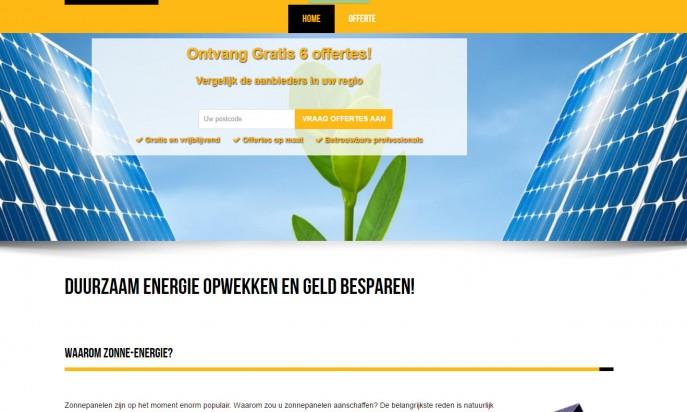 HOME OFFERTE
Ontvang Gratis 6 offertes!
Vergelijk de aanbieders in uw regio
Uw postcode VRAAG OFFERTES AAN
✓ Gratis en vrijblijvend ✓ Offertes op maat ✓ Betrouwbare professionals
DUURZAAM ENERGIE OPWEKKEN EN GELD BESPAREN!
WAAROM ZONNE-ENERGIE?
Zonnepanelen zijn op het moment enorm populair. Waarom zou u zonnepanelen aanschaffen? De belangrijkste reden is natuurlijk